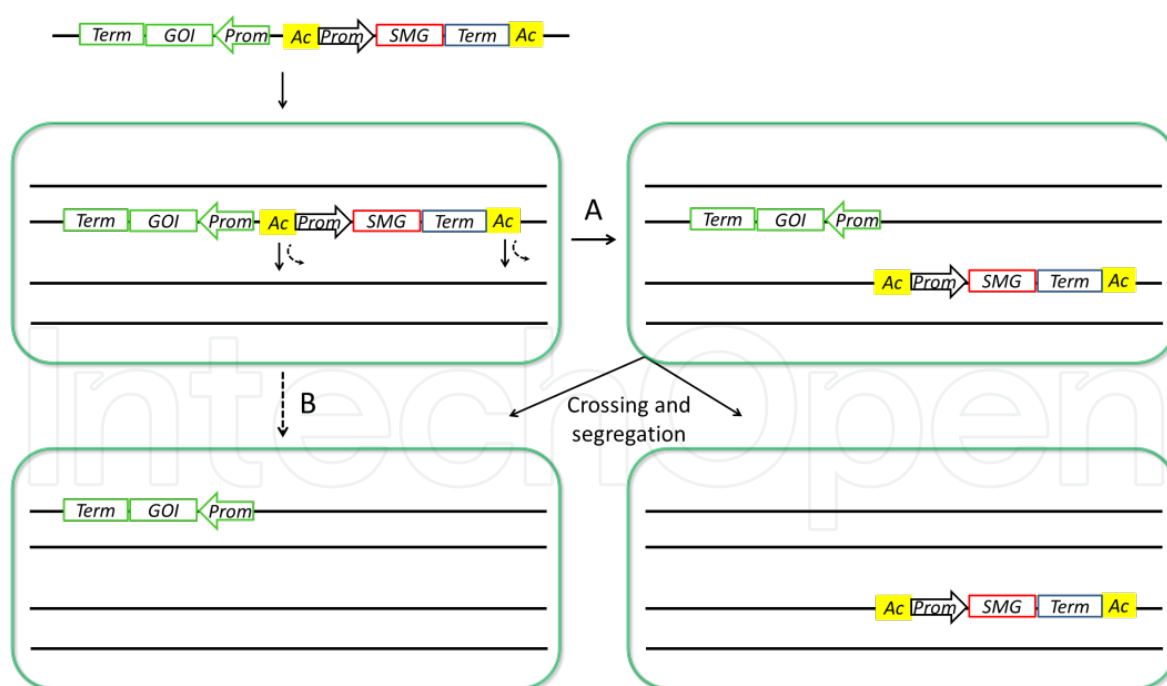 Term GOI Prom Ac Prom SMG Term Ac
Term GOI Prom Ac Prom SMG Term Ac
A
Term GOI Prom
Ac Prom SMG Term Ac
B
Crossing and
segregation
Term GOI Prom
Ac Prom SMG Term Ac
IntechOpen